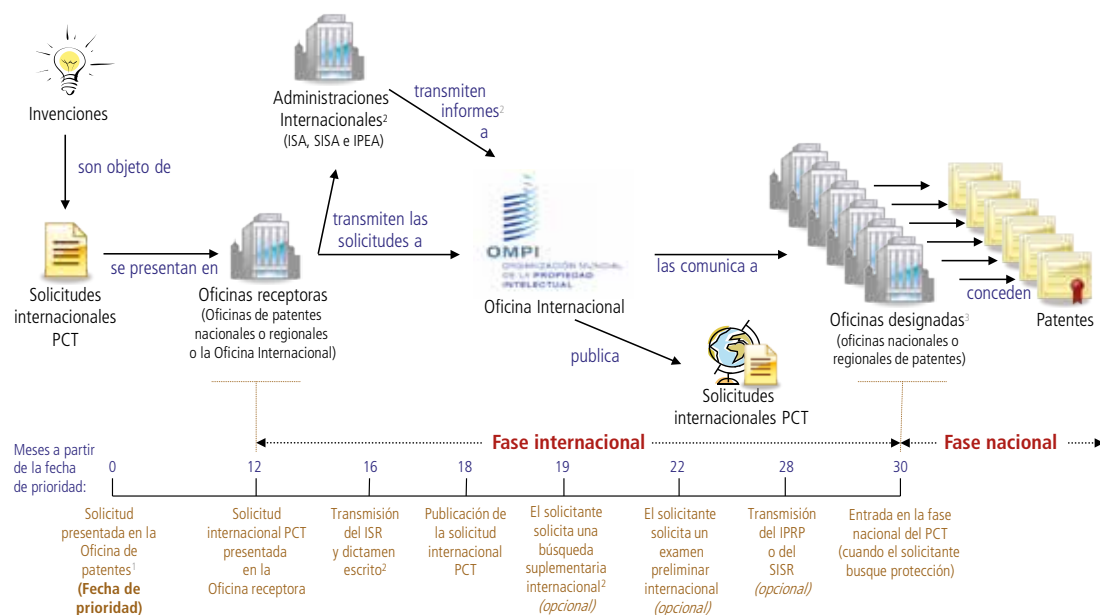 Invenciones
son objeto de
Solicitudes
internacionales
PCT
se presentan en
Oficinas receptoras
(Oficinas de patentes
nacionales o regionales
o la Oficina Internacional)
Administraciones
Internacionales²
(ISA, SISA e IPEA)
transmiten
informes²
a
transmiten las
solicitudes a
OMPI
ORGANIZACIÓN MUNDIAL
DE LA PROPIEDAD
INTELECTUAL
Oficina Internacional
publica
Solicitudes
internacionales PCT
las comunica a
Oficinas designadas³
(oficinas nacionales o
regionales de patentes)
conceden
Patentes
Fase internacional
Fase nacional
Meses a partir
de la fecha
de prioridad:
0
12
16
18
19
22
28
30
Solicitud
presentada en la
Oficina de
patentes¹
(Fecha de
prioridad)
Solicitud
internacional PCT
presentada
en la
Oficina receptora
Transmisión
del ISR
y dictamen
escrito²
Publicación de
la solicitud
internacional
PCT
El solicitante
solicita una
búsqueda
suplementaria
internacional²
(opcional)
El solicitante
solicita un
examen
preliminar
internacional
(opcional)
Transmisión
del IPRP
o del
SISR
(opcional)
Entrada en la fase
nacional del PCT
(cuando el solicitante
busque protección)